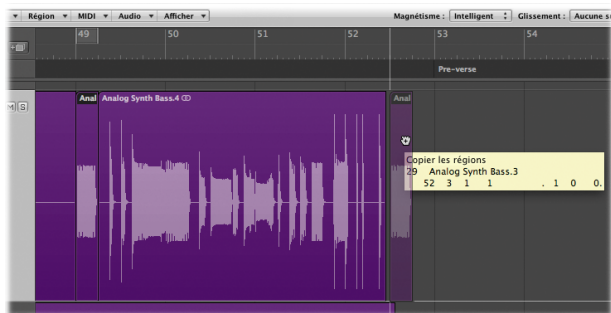 Région MIDI Audio Afficher Magnétisme : Intelligent Glissement :
49 50 51 52 53 54
Pre-verse
M S Anal Analog Synth Bass.4 Anal
Copier les régions
29 Analog Synth Bass.3
52 3 1 1 . 1 0 0.